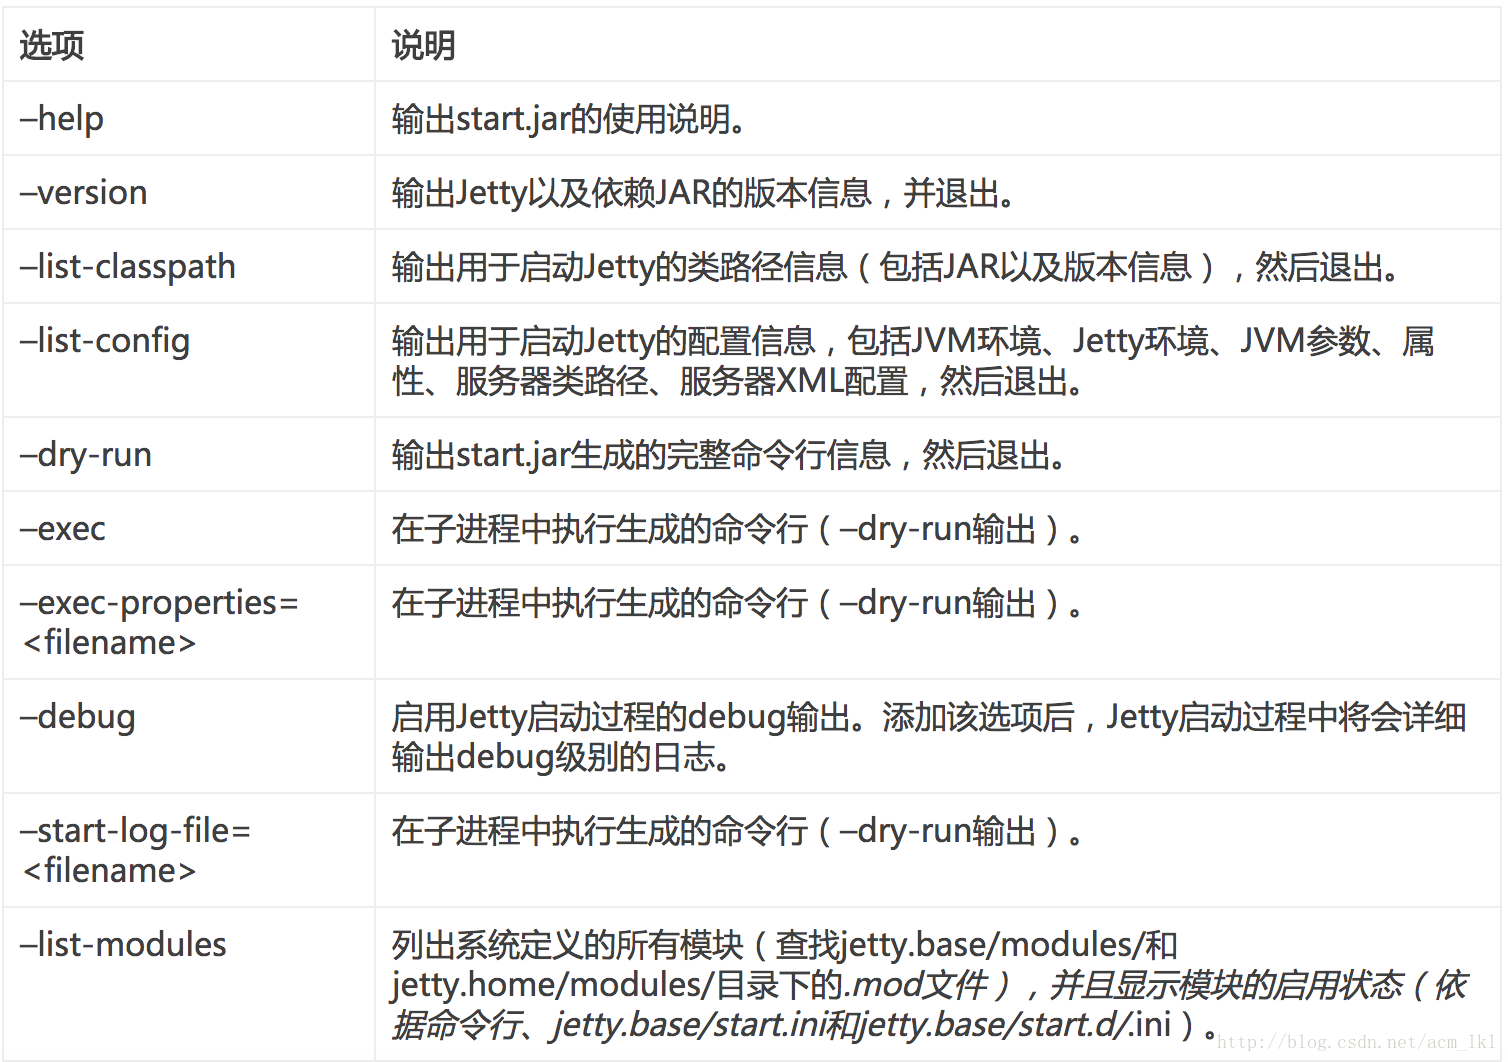 选项 说明
–help 输出start.jar的使用说明。
–version 输出Jetty以及依赖JAR的版本信息，并退出。
–list-classpath 输出用于启动Jetty的类路径信息（包括JAR以及版本信息），然后退出。
–list-config 输出用于启动Jetty的配置信息，包括JVM环境、Jetty环境、JVM参数、属
性、服务器类路径、服务器XML配置，然后退出。
–dry-run 输出start.jar生成的完整命令行信息，然后退出。
–exec 在子进程中执行生成的命令行（–dry-run输出）。
–exec-properties= 在子进程中执行生成的命令行（–dry-run输出）。
<filename>
–debug 启用Jetty启动过程的debug输出。添加该选项后，Jetty启动过程中将会详细
输出debug级别的日志。
–start-log-file= 在子进程中执行生成的命令行（–dry-run输出）。
<filename>
–list-modules 列出系统定义的所有模块（查找jetty.base/modules/和
jetty.home/modules/目录下的.mod文件），并且显示模块的启用状态（依
据命令行、jetty.base/start.ini和jetty.base/start.d/.ini）。
http://blog.csdn.net/acm_lkl